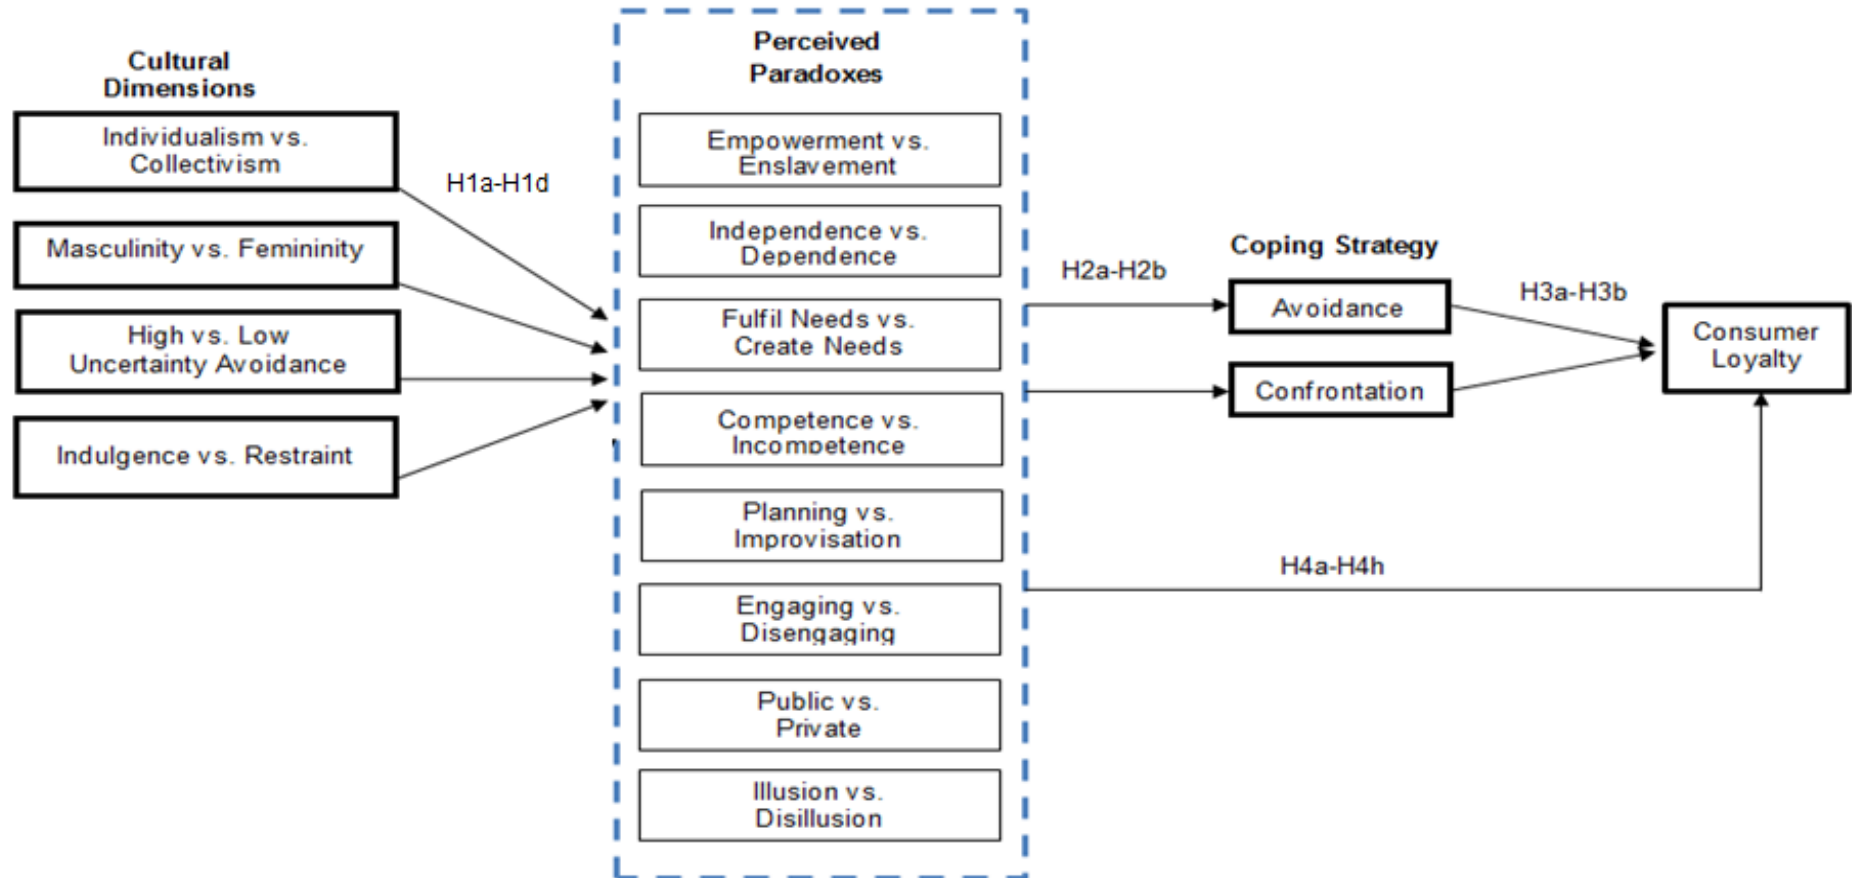 Cultural
Dimensions
Individualism vs.
Collectivism
Masculinity vs. Femininity
High vs. Low
Uncertainty Avoidance
Indulgence vs. Restraint
H1a-H1d
Perceived
Paradoxes
Empowerment vs.
Enslavement
Independence vs.
Dependence
Fulfil Needs vs.
Create Needs
Competence vs.
Incompetence
Planning vs.
Improvisation
Engaging vs.
Disengaging
Public vs.
Private
Illusion vs.
Disillusion
H2a-H2b
Coping Strategy
Avoidance
Confrontation
H3a-H3b
Consumer
Loyalty
H4a-H4h